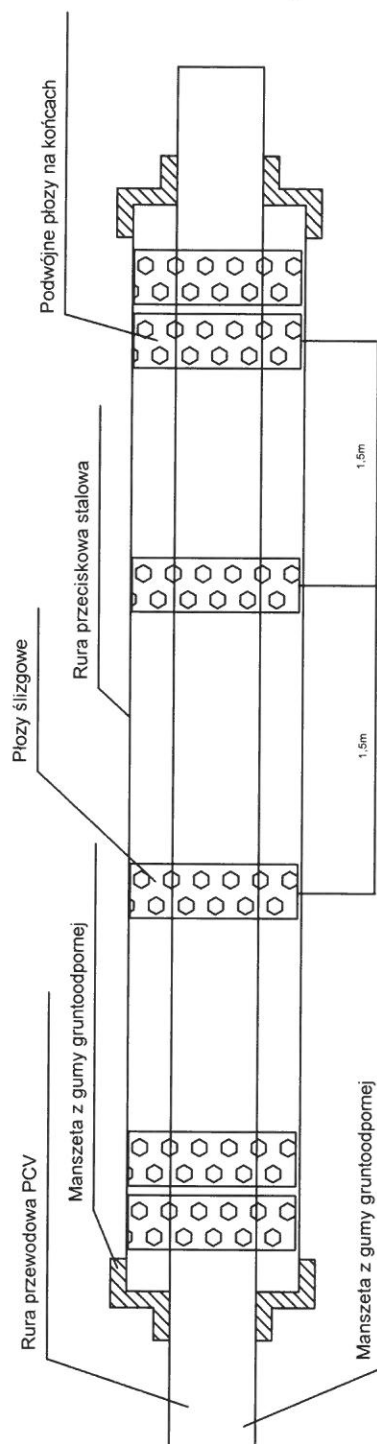 Rura przewodowa PCV
Manszeta z gumy gruntoodpornej
Płozy ślizgowe
Rura przeciskowa stalowa
Podwójne płozy na końcach
1,5m
1,5m
Manszeta z gumy gruntoodpornej